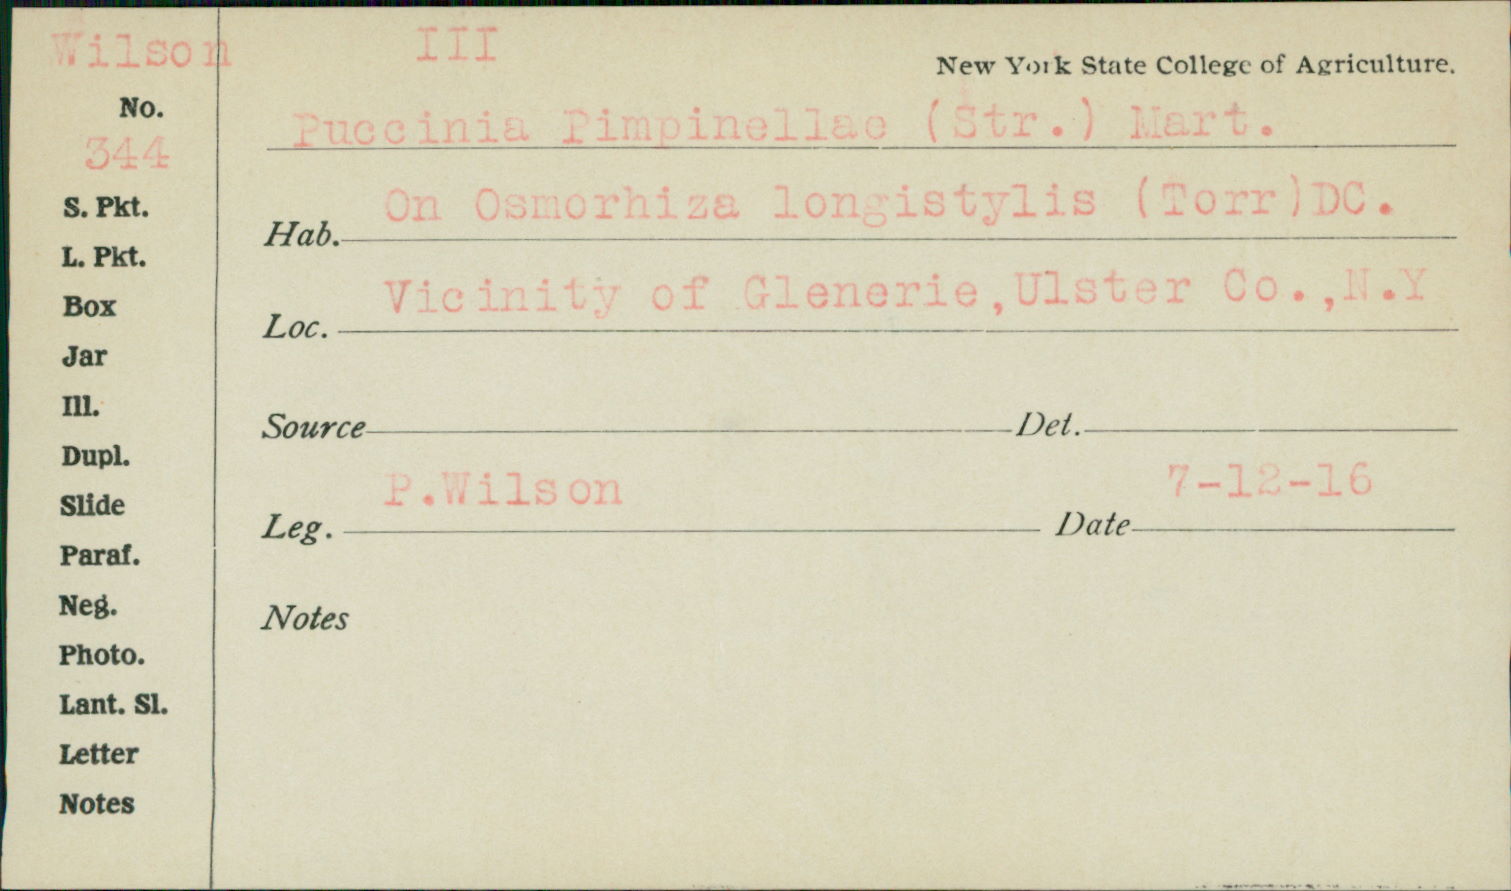 Wilson III
New York State College of Agriculture.
No.
344
Puccinia Pimpinellae (Str.) Mart.
S. Pkt.
Hab. On Osmorhiza longistylis (Torr)DC.
L. Pkt.
Box
Loc. Vicinity of Glenerie,Ulster Co.,N.Y
Jar
Ill.
Source Det.
Dupl.
Slide
Leg. P.Wilson Date 7-12-16
Paraf.
Neg.
Notes
Photo.
Lant. Sl.
Letter
Notes